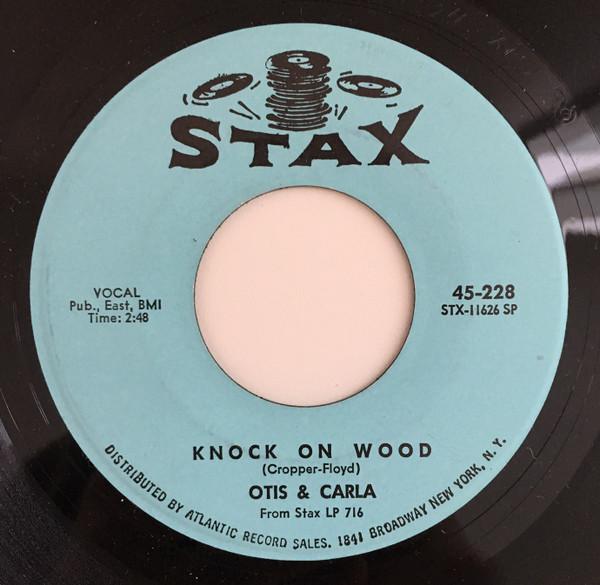 STAX
VOCAL
Pub., East, BMI
Time: 2:48
45-228
STX-11626 SP
KNOCK ON WOOD
(Cropper-Floyd)
OTIS & CARLA
From Stax LP 716
DISTRIBUTED BY ATLANTIC RECORD SALES. 1841 BROADWAY NEW YORK, N. Y.